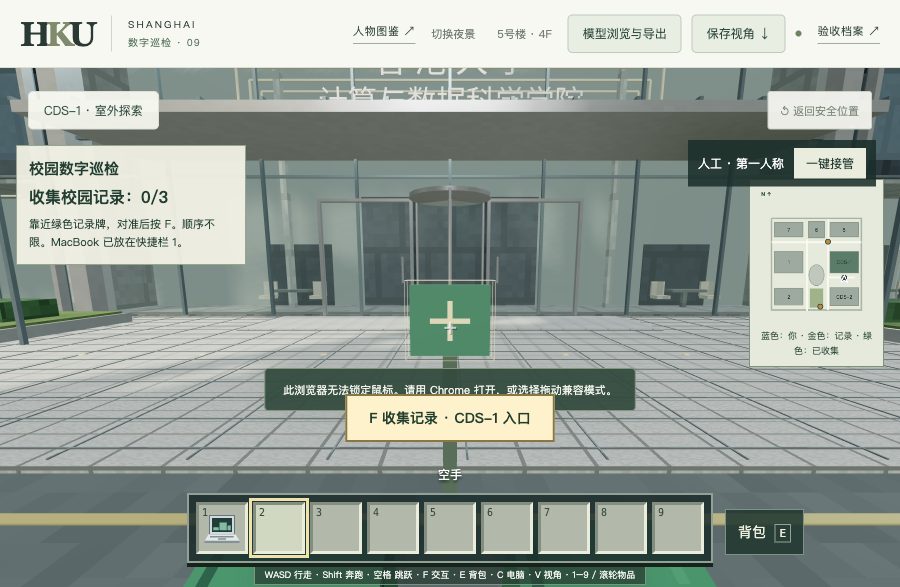 HKU
SHANGHAI
数字巡检 · 09
人物图鉴 ↗
切换夜景
5号楼 · 4F
模型浏览与导出
保存视角 ↓
验收档案 ↗
计算与数据科学学院
CDS-1 · 室外探索
返回安全位置
校园数字巡检
收集校园记录：0/3
靠近绿色记录牌，对准后按 F。顺序不
限。MacBook 已放在快捷栏 1。
人工 · 第一人称
一键接管
N ↑
7
6
5
1
2
CDS-2
蓝色：你 · 金色：记录 · 绿
色：已收集
此浏览器无法锁定鼠标。请用 Chrome 打开，或选择拖动兼容模式。
F 收集记录 · CDS-1 入口
空手
1
2
3
4
5
6
7
8
9
背包 E
WASD 行走 · Shift 奔跑 · 空格 跳跃 · F 交互 · E 背包 · C 电脑 · V 视角 · 1-9 / 滚轮物品